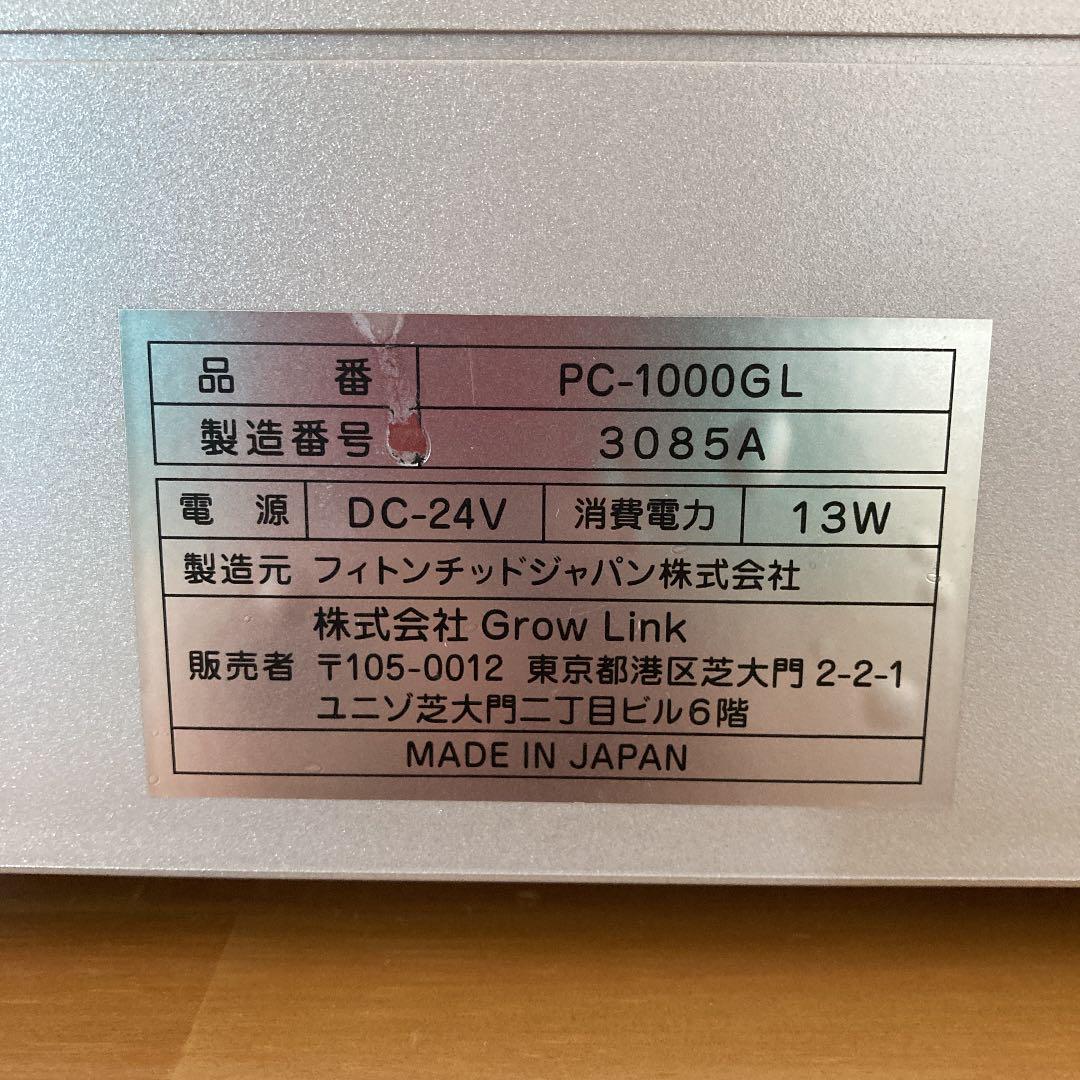 品 番 PC-1000GL
製造番号 3085A
電 源 DC-24V 消費電力 13W
製造元 フィトンチッドジャパン株式会社
株式会社 Grow Link
販売者 〒105-0012 東京都港区芝大門 2-2-1
ユニゾ芝大門二丁目ビル6階
MADE IN JAPAN